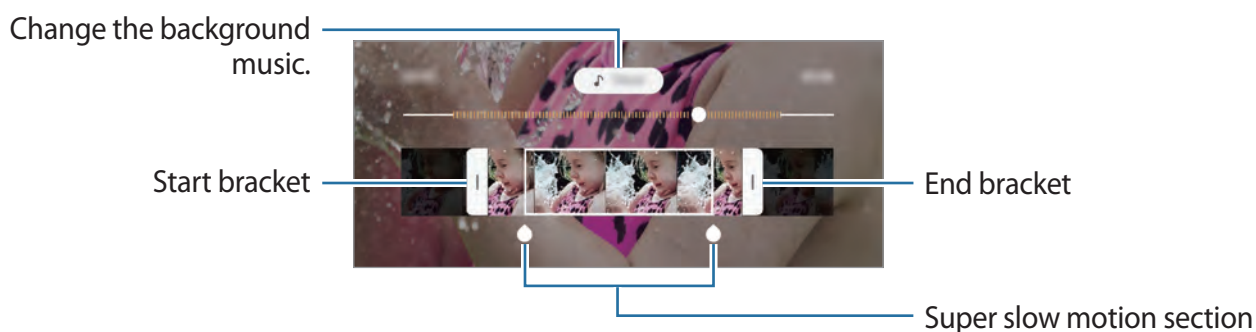 Change the background
music.
Start bracket
End bracket
Super slow motion section